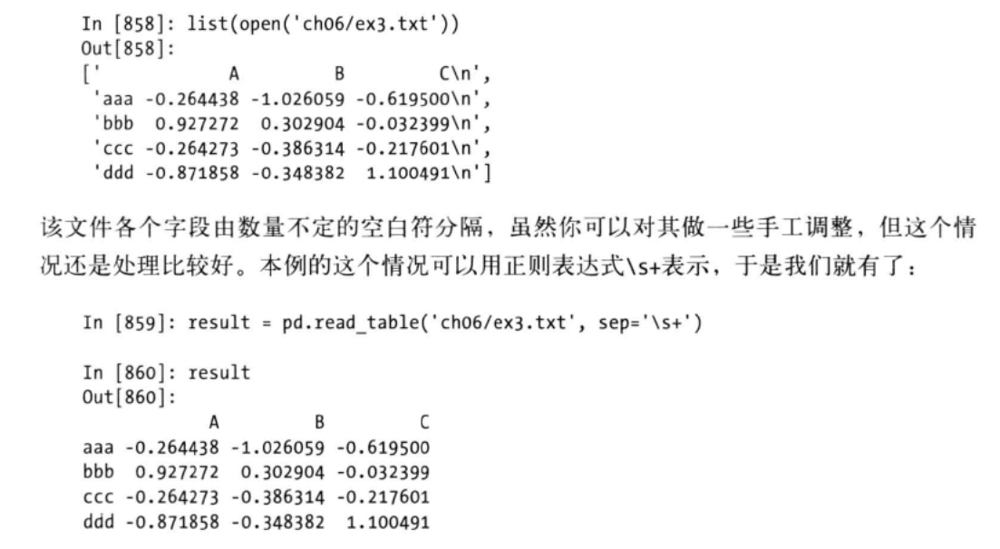 In [858]: list(open('ch06/ex3.txt'))
Out[858]:
['            A         B         C\n',
 'aaa -0.264438 -1.026059 -0.619500\n',
 'bbb  0.927272  0.302904 -0.032399\n',
 'ccc -0.264273 -0.386314 -0.217601\n',
 'ddd -0.871858 -0.348382  1.100491\n']
该文件各个字段由数量不定的空白符分隔，虽然你可以对其做一些手工调整，但这个情
况还是处理比较好。本例的这个情况可以用正则表达式\s+表示，于是我们就有了：
In [859]: result = pd.read_table('ch06/ex3.txt', sep='\s+')
In [860]: result
Out[860]:
            A         B         C
aaa -0.264438 -1.026059 -0.619500
bbb  0.927272  0.302904 -0.032399
ccc -0.264273 -0.386314 -0.217601
ddd -0.871858 -0.348382  1.100491